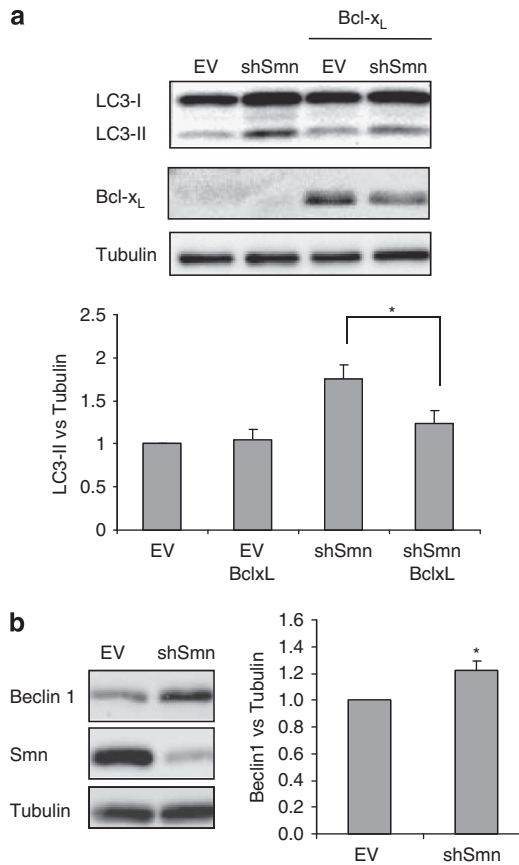 a
Bcl-xL
EV shSmn EV shSmn
LC3-I
LC3-II
Bcl-xL
Tubulin
2.5
2
1.5
1
0.5
0
LC3-II vs Tubulin
*
EV EV BclxL shSmn shSmn BclxL
b
EV shSmn
Beclin 1
Smn
Tubulin
1.6
1.4
1.2
1.0
0.8
0.6
0.4
0.2
0.0
Beclin1 vs Tubulin
*
EV shSmn